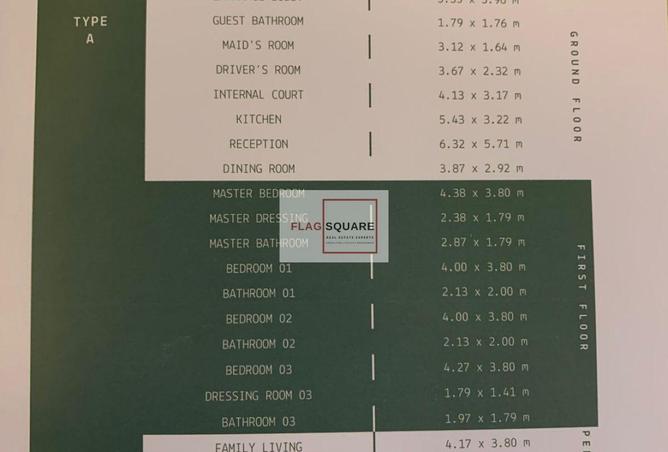 TYPE
A
GUEST BATHROOM 1.79 x 1.76 m
MAID'S ROOM 3.12 x 1.64 m
DRIVER'S ROOM 3.67 x 2.32 m
INTERNAL COURT 4.13 x 3.17 m
KITCHEN 5.43 x 3.22 m
RECEPTION 6.32 x 5.71 m
DINING ROOM 3.87 x 2.92 m
GROUND FLOOR
MASTER BEDROOM 4.38 x 3.80 m
MASTER DRESSING 2.38 x 1.79 m
MASTER BATHROOM 2.87 x 1.79 m
BEDROOM 01 4.00 x 3.80 m
BATHROOM 01 2.13 x 2.00 m
BEDROOM 02 4.00 x 3.80 m
BATHROOM 02 2.13 x 2.00 m
BEDROOM 03 4.27 x 3.80 m
DRESSING ROOM 03 1.79 x 1.41 m
BATHROOM 03 1.97 x 1.79 m
FIRST FLOOR
FAMILY LIVING 4.17 x 3.80 m
PE
FLAG SQUARE
REAL ESTATE EXPERTS